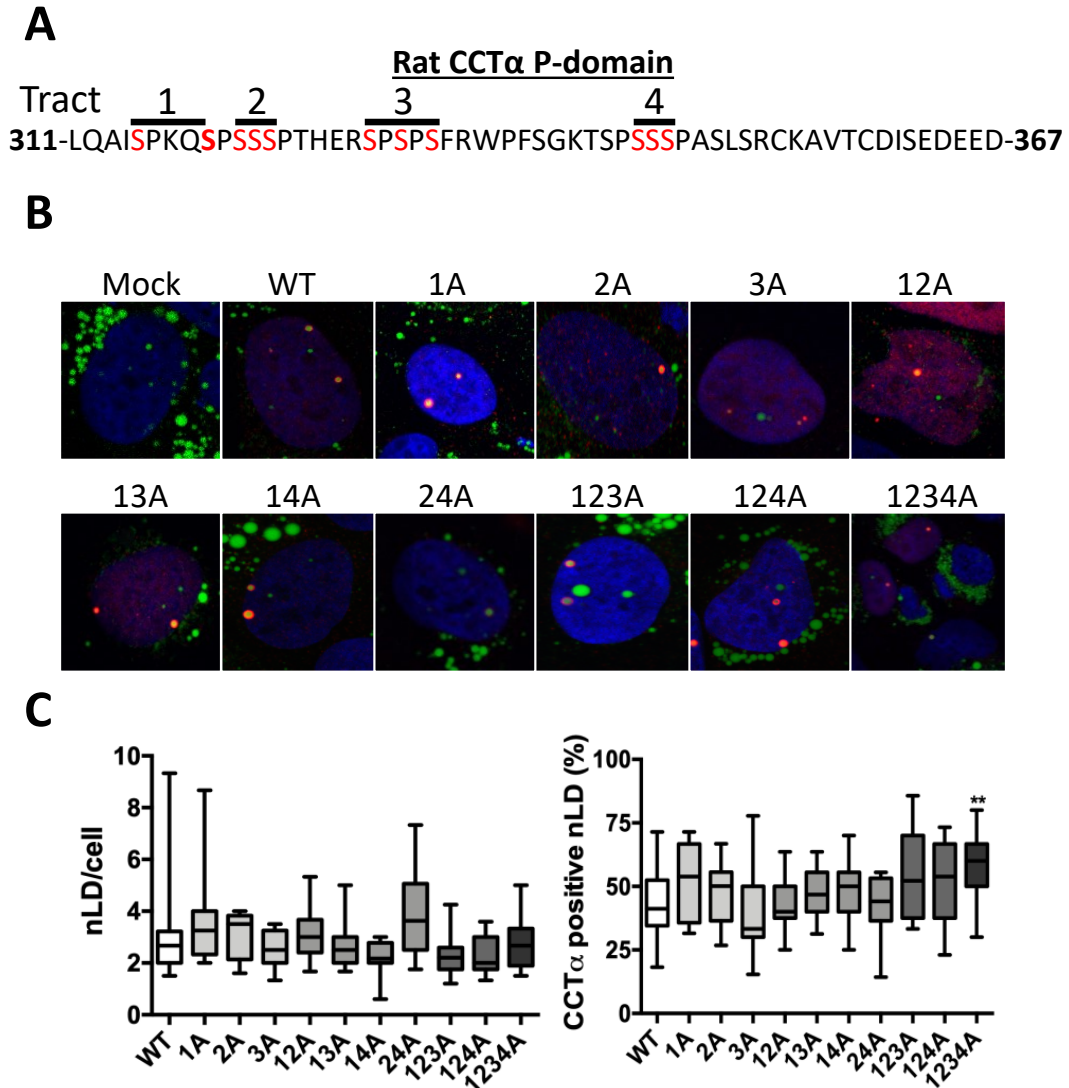 A
Rat CCTα P-domain
Tract 1 2 3 4
311-LQAISPKQSPSSSPTHERSPSPSFRWPFSGKTSPSSSPASLSRCKAVTCDISEDEED-367
B
Mock WT 1A 2A 3A 12A
13A 14A 24A 123A 124A 1234A
C
nLD/cell
10
8
6
4
2
0
WT 1A 2A 3A 12A 13A 14A 24A 123A 124A 1234A
CCTα positive nLD (%)
100
75
50
25
0
**
WT 1A 2A 3A 12A 13A 14A 24A 123A 124A 1234A